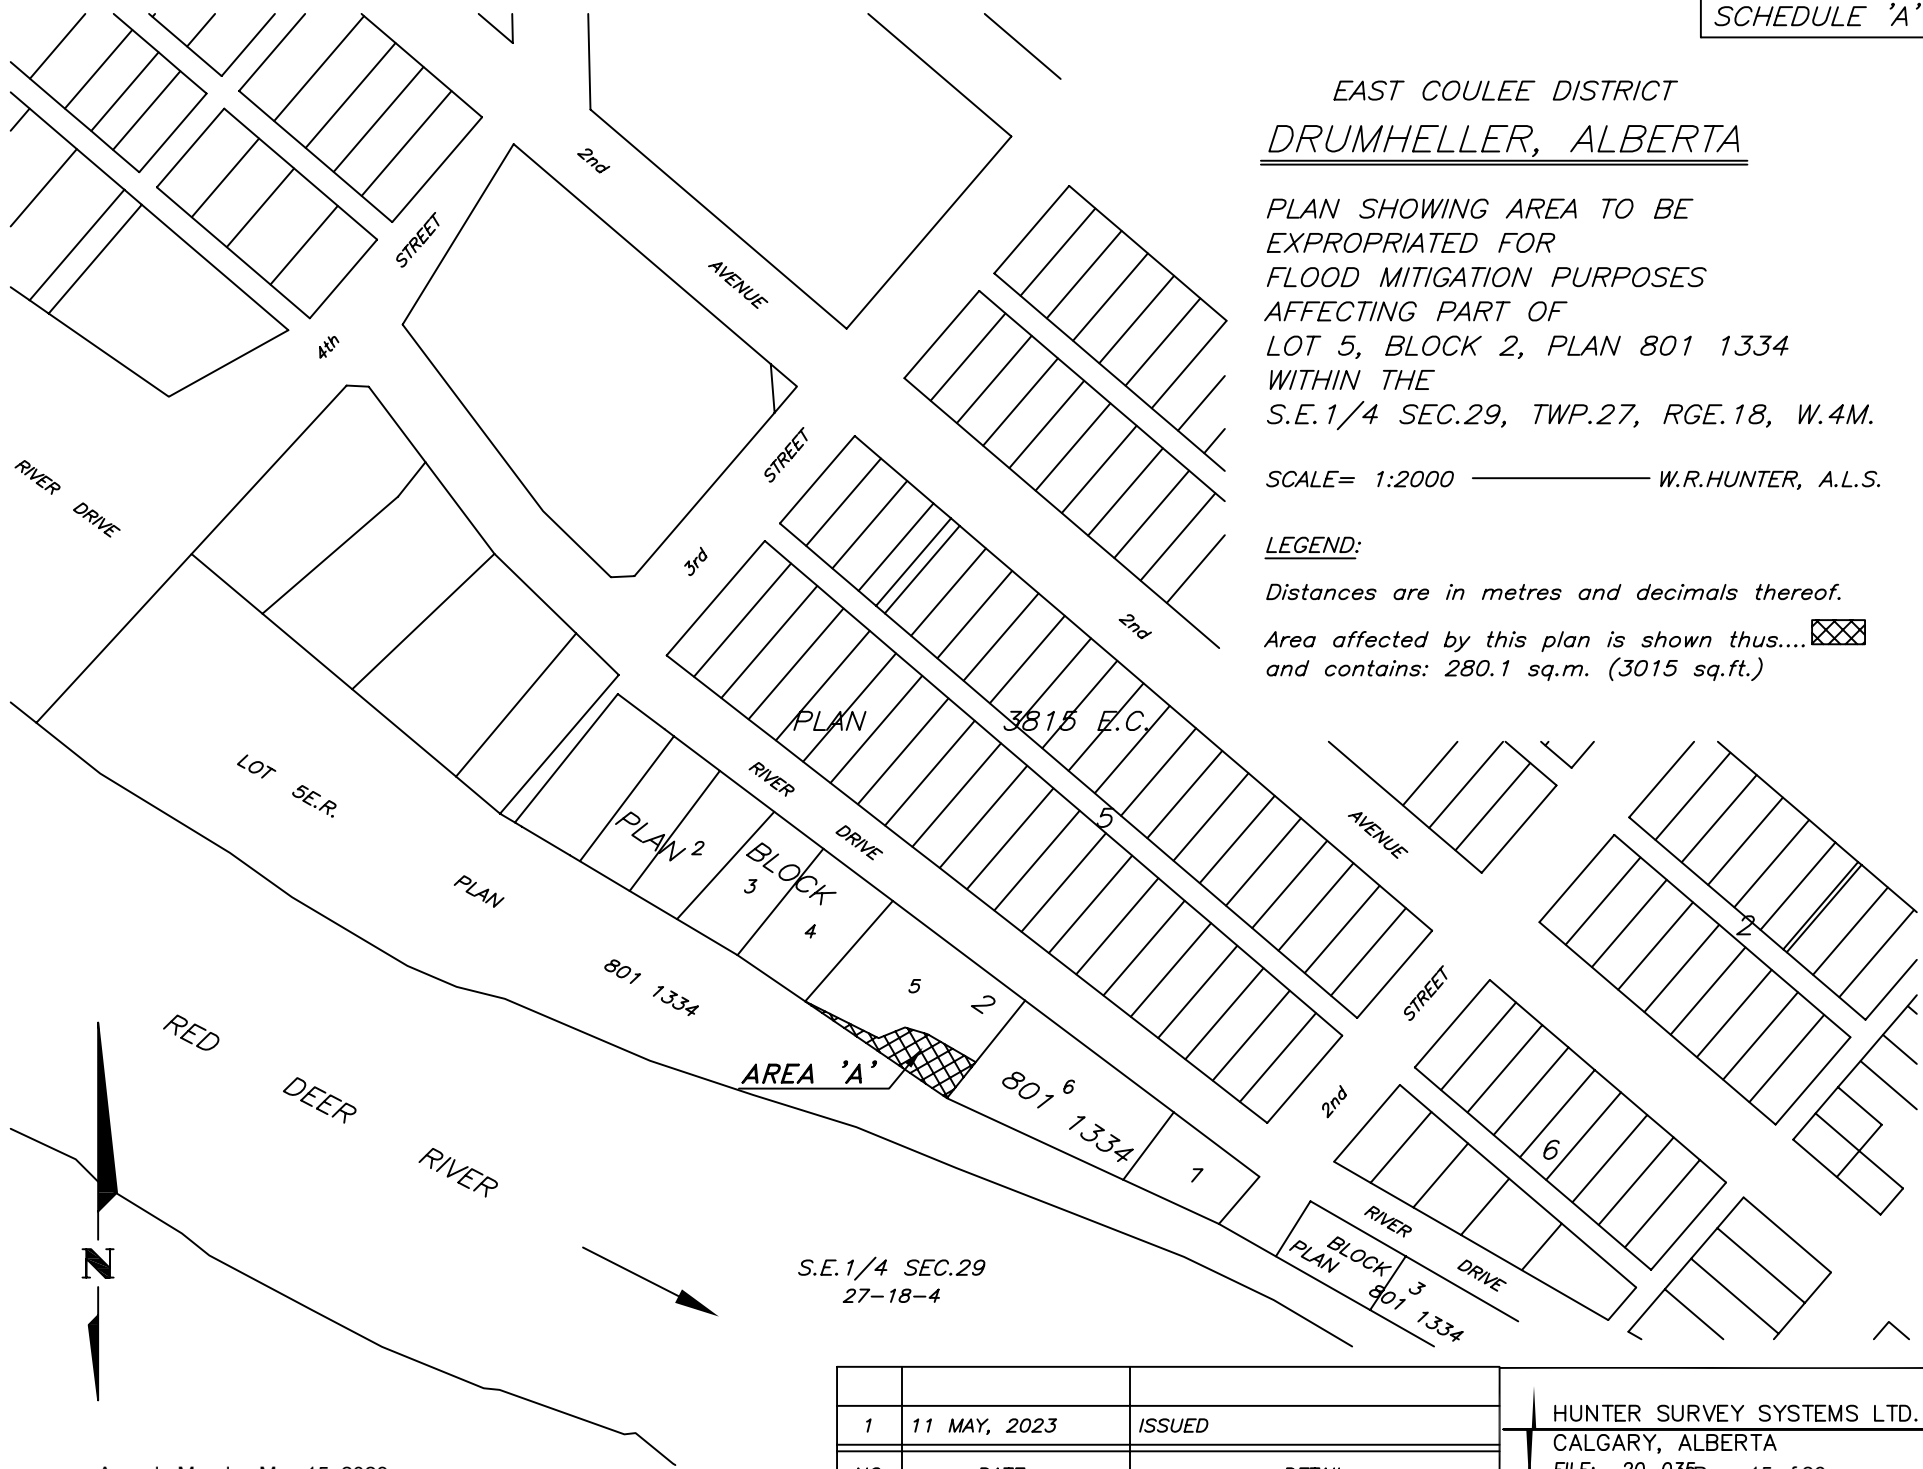 SCHEDULE 'A'
EAST COULEE DISTRICT
DRUMHELLER, ALBERTA
PLAN SHOWING AREA TO BE
EXPROPRIATED FOR
FLOOD MITIGATION PURPOSES
AFFECTING PART OF
LOT 5, BLOCK 2, PLAN 801 1334
WITHIN THE
S.E.1/4 SEC.29, TWP.27, RGE.18, W.4M.
SCALE= 1:2000 W.R.HUNTER, A.L.S.
LEGEND:
Distances are in metres and decimals thereof.
Area affected by this plan is shown thus....
and contains: 280.1 sq.m. (3015 sq.ft.)
2nd
AVENUE
STREET
4th
RIVER DRIVE
STREET
3rd
2nd
AVENUE
PLAN 3815 E.C.
5
RIVER
DRIVE
LOT 5E.R.
PLAN
801 1334
PLAN
BLOCK
2
2
3
4
5
6
801 1334
1
AREA 'A'
STREET
2nd
2
6
RIVER
DRIVE
BLOCK
3
PLAN
801 1334
RED
DEER
RIVER
N
S.E.1/4 SEC.29
27-18-4
1 11 MAY, 2023 ISSUED
HUNTER SURVEY SYSTEMS LTD.
CALGARY, ALBERTA